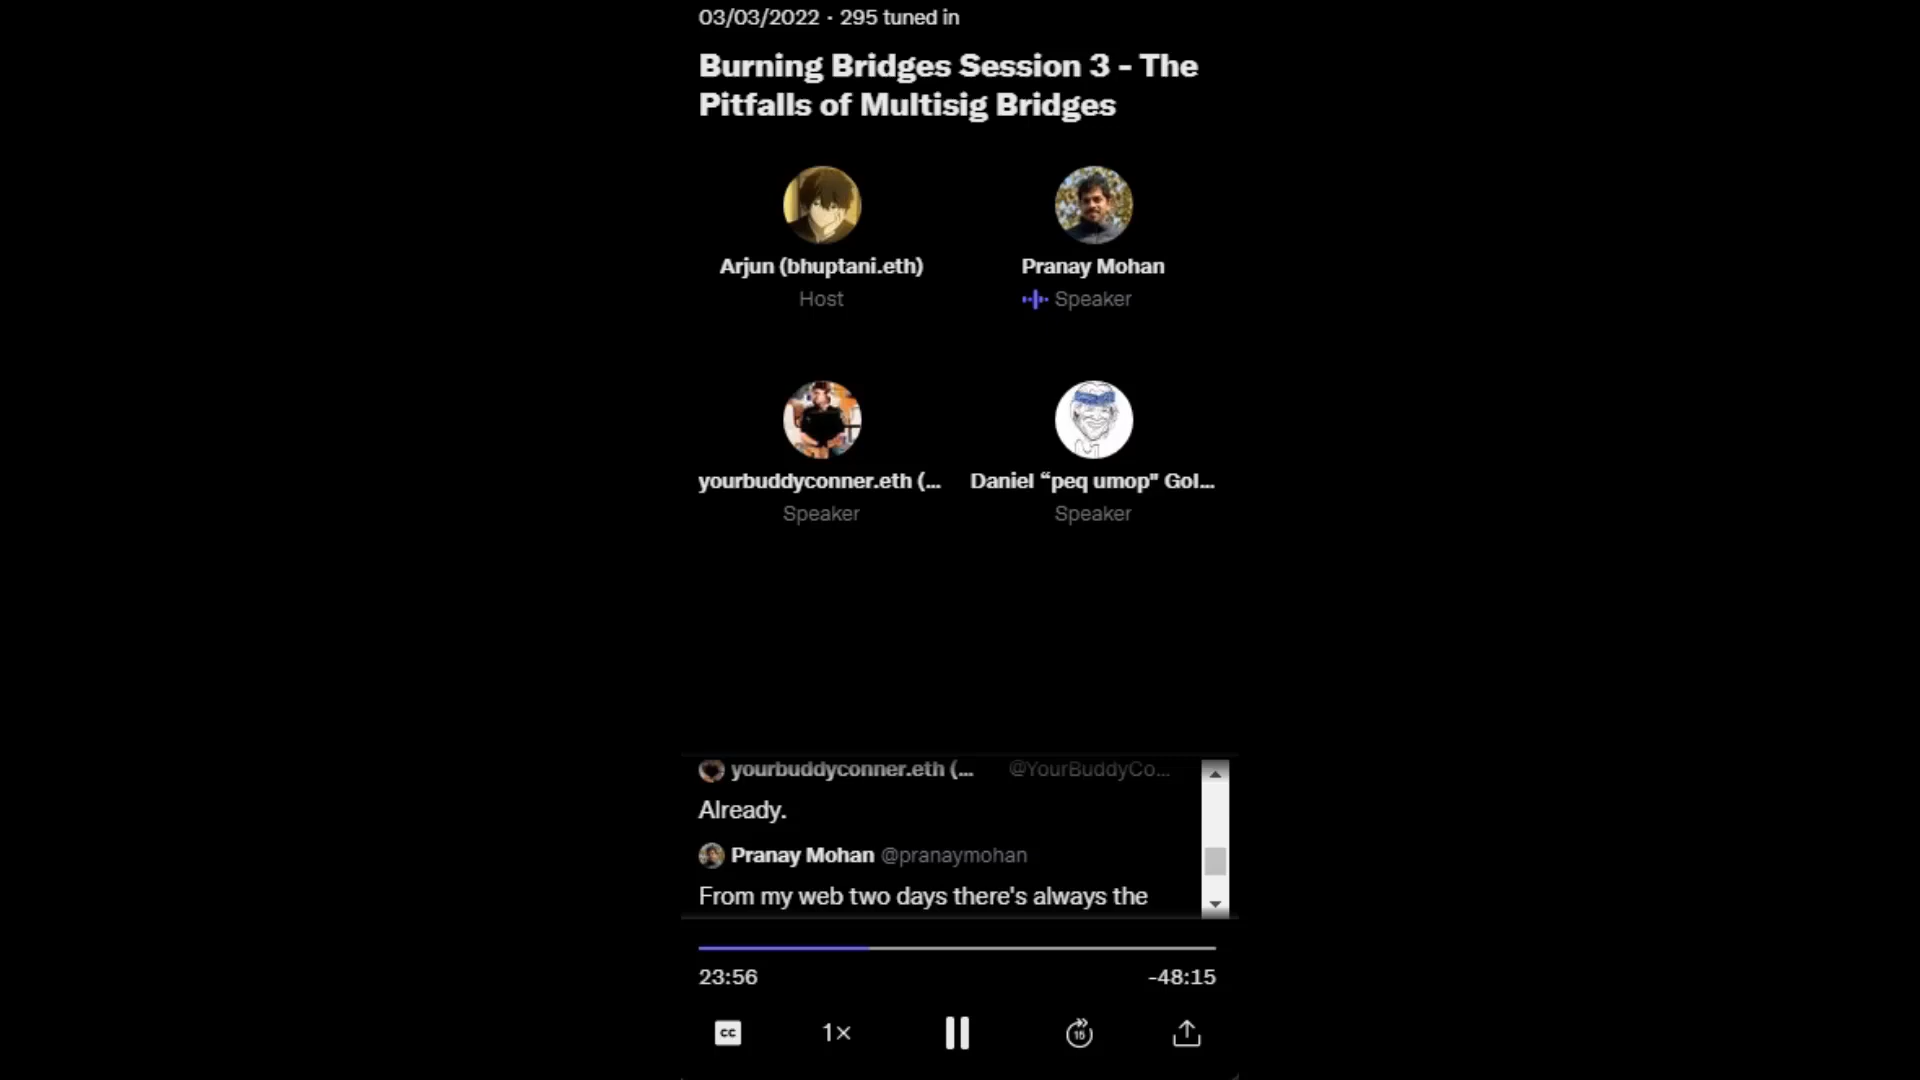 03/03/2022 · 295 tuned in
Burning Bridges Session 3 - The
Pitfalls of Multisig Bridges
Arjun (bhuptani.eth)
Host
Pranay Mohan
Speaker
yourbuddyconner.eth (...
Speaker
Daniel “peq umop" Gol...
Speaker
yourbuddyconner.eth (... @YourBuddyCo...
Already.
Pranay Mohan @pranaymohan
From my web two days there's always the
23:56
-48:15
CC
1×
15